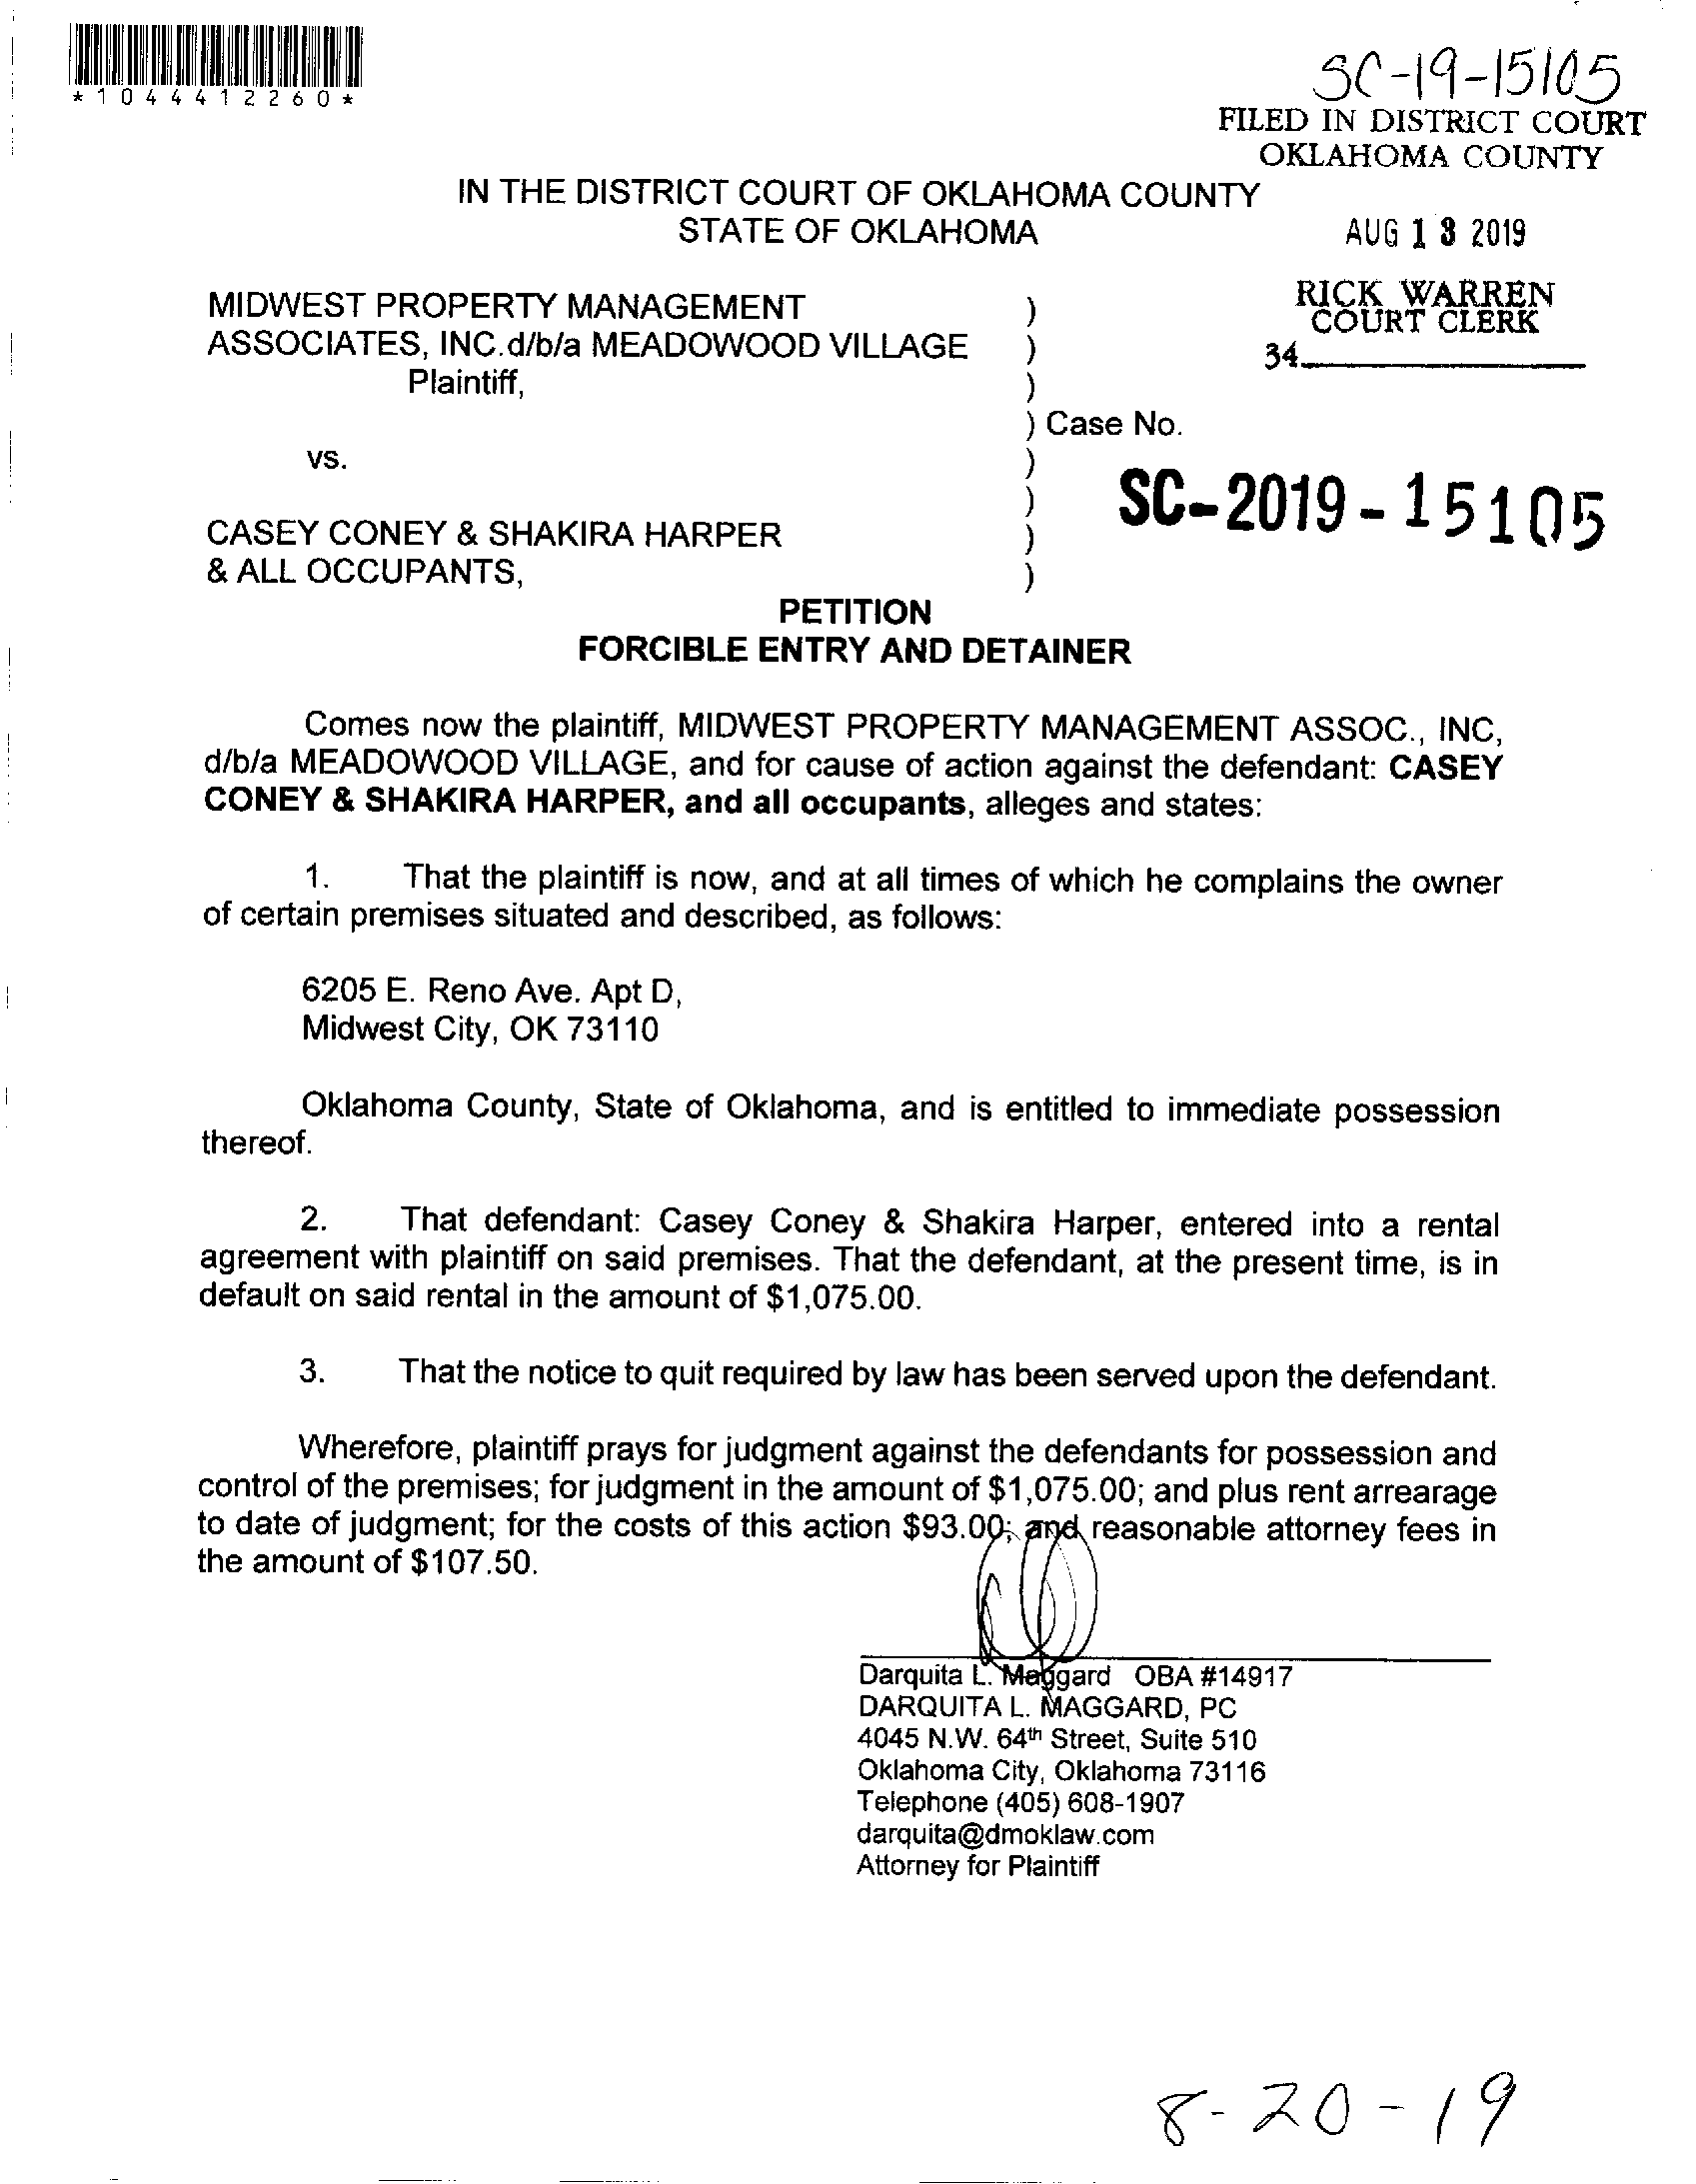 *1044412260*
SC-19-15105
FILED IN DISTRICT COURT
OKLAHOMA COUNTY
IN THE DISTRICT COURT OF OKLAHOMA COUNTY
STATE OF OKLAHOMA
AUG 13 2019
MIDWEST PROPERTY MANAGEMENT )
ASSOCIATES, INC.d/b/a MEADOWOOD VILLAGE )
Plaintiff, )
RICK WARREN
COURT CLERK
34.
) Case No.
vs. )
)
SC-2019-15105
CASEY CONEY & SHAKIRA HARPER )
& ALL OCCUPANTS, )
PETITION
FORCIBLE ENTRY AND DETAINER
Comes now the plaintiff, MIDWEST PROPERTY MANAGEMENT ASSOC., INC,
d/b/a MEADOWOOD VILLAGE, and for cause of action against the defendant: CASEY
CONEY & SHAKIRA HARPER, and all occupants, alleges and states:
1. That the plaintiff is now, and at all times of which he complains the owner
of certain premises situated and described, as follows:
6205 E. Reno Ave. Apt D,
Midwest City, OK 73110
Oklahoma County, State of Oklahoma, and is entitled to immediate possession
thereof.
2. That defendant: Casey Coney & Shakira Harper, entered into a rental
agreement with plaintiff on said premises. That the defendant, at the present time, is in
default on said rental in the amount of $1,075.00.
3. That the notice to quit required by law has been served upon the defendant.
Wherefore, plaintiff prays for judgment against the defendants for possession and
control of the premises; for judgment in the amount of $1,075.00; and plus rent arrearage
to date of judgment; for the costs of this action $93.00; and reasonable attorney fees in
the amount of $107.50.
Darquita L. Maggard OBA #14917
DARQUITA L. MAGGARD, PC
4045 N.W. 64th Street, Suite 510
Oklahoma City, Oklahoma 73116
Telephone (405) 608-1907
darquita@dmoklaw.com
Attorney for Plaintiff
8-20-19